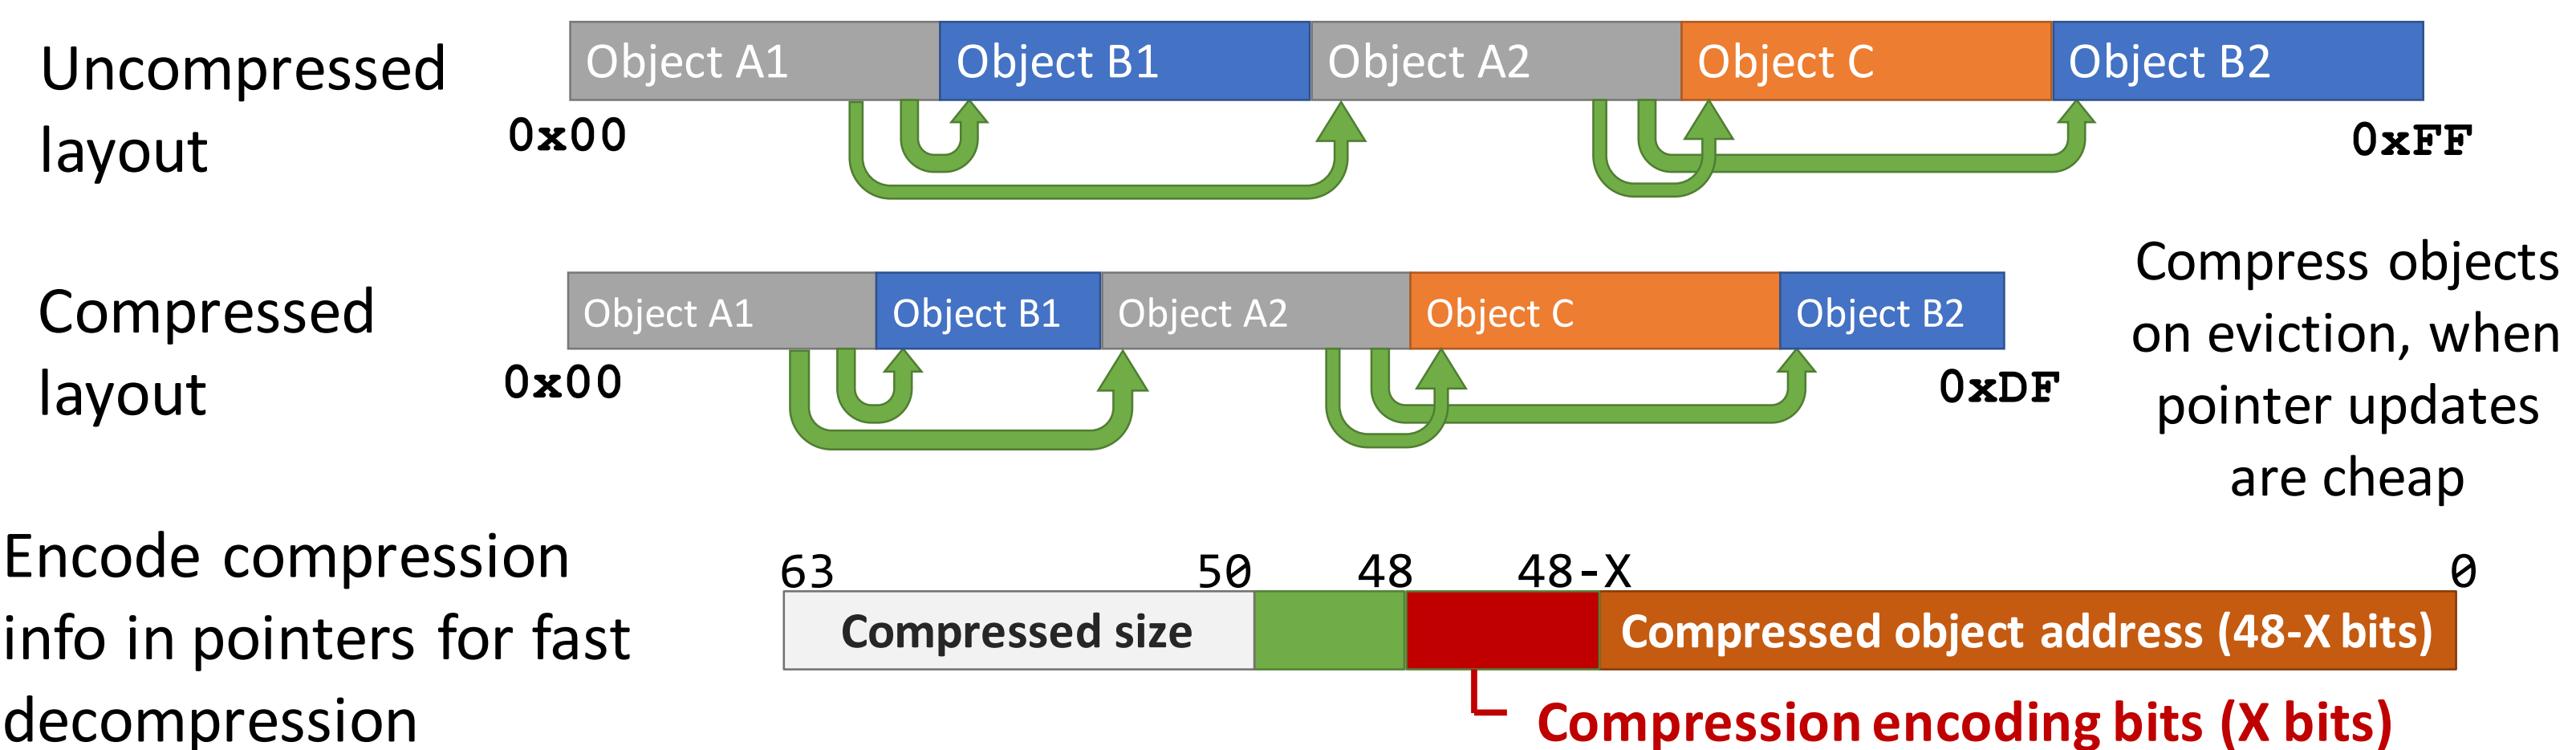 Uncompressed
layout
Object A1 Object B1 Object A2 Object C Object B2
0x00 0xFF
Compressed
layout
Object A1 Object B1 Object A2 Object C Object B2
0x00 0xDF
Compress objects
on eviction, when
pointer updates
are cheap
Encode compression
info in pointers for fast
decompression
63 50 48 48-X 0
Compressed size Compressed object address (48-X bits)
Compression encoding bits (X bits)